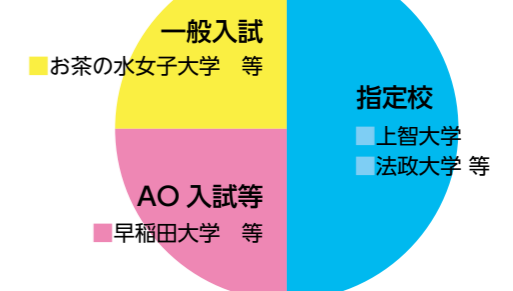 一般入試
お茶の水女子大学　等
指定校
上智大学
法政大学 等
AO 入試等
早稲田大学　等